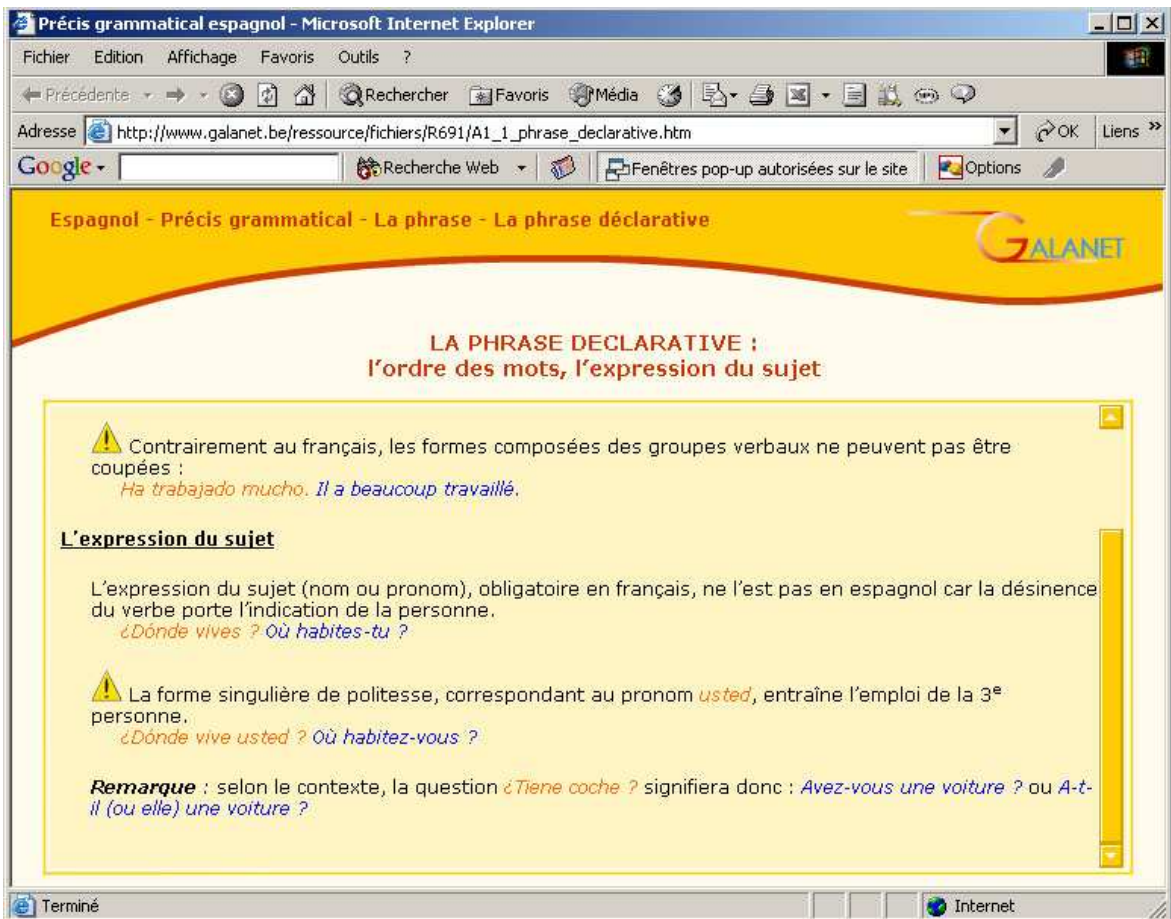 Précis grammatical espagnol - Microsoft Internet Explorer
Fichier Edition Affichage Favoris Outils ?
Précédente Rechercher Favoris Média
Adresse http://www.galanet.be/ressource/fichiers/R691/A1_1_phrase_declarative.htm OK Liens »
Google Recherche Web Fenêtres pop-up autorisées sur le site Options
Espagnol - Précis grammatical - La phrase - La phrase déclarative
GALANET
LA PHRASE DECLARATIVE :
l'ordre des mots, l'expression du sujet
Contrairement au français, les formes composées des groupes verbaux ne peuvent pas être
coupées :
Ha trabajado mucho. Il a beaucoup travaillé.
L'expression du sujet
L'expression du sujet (nom ou pronom), obligatoire en français, ne l'est pas en espagnol car la désinence
du verbe porte l'indication de la personne.
¿Dónde vives ? Où habites-tu ?
La forme singulière de politesse, correspondant au pronom usted, entraîne l'emploi de la 3e
personne.
¿Dónde vive usted ? Où habitez-vous ?
Remarque : selon le contexte, la question ¿Tiene coche ? signifiera donc : Avez-vous une voiture ? ou A-t-
il (ou elle) une voiture ?
Terminé Internet